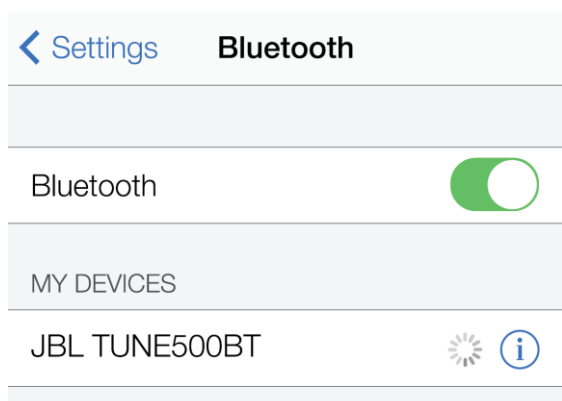 Settings Bluetooth
Bluetooth
MY DEVICES
JBL TUNE500BT i